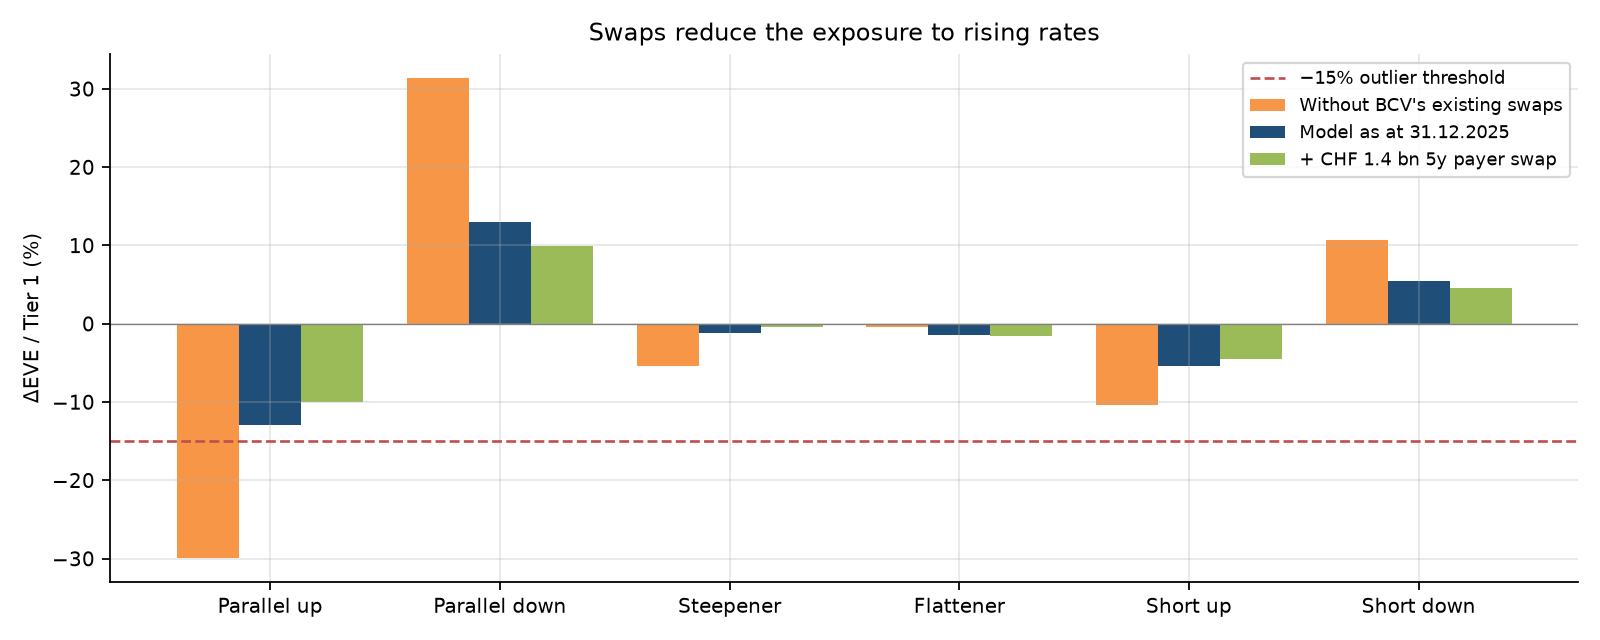 Swaps reduce the exposure to rising rates
−15% outlier threshold
Without BCV's existing swaps
Model as at 31.12.2025
+ CHF 1.4 bn 5y payer swap
ΔEVE / Tier 1 (%)
30
20
10
0
−10
−20
−30
Parallel up
Parallel down
Steepener
Flattener
Short up
Short down